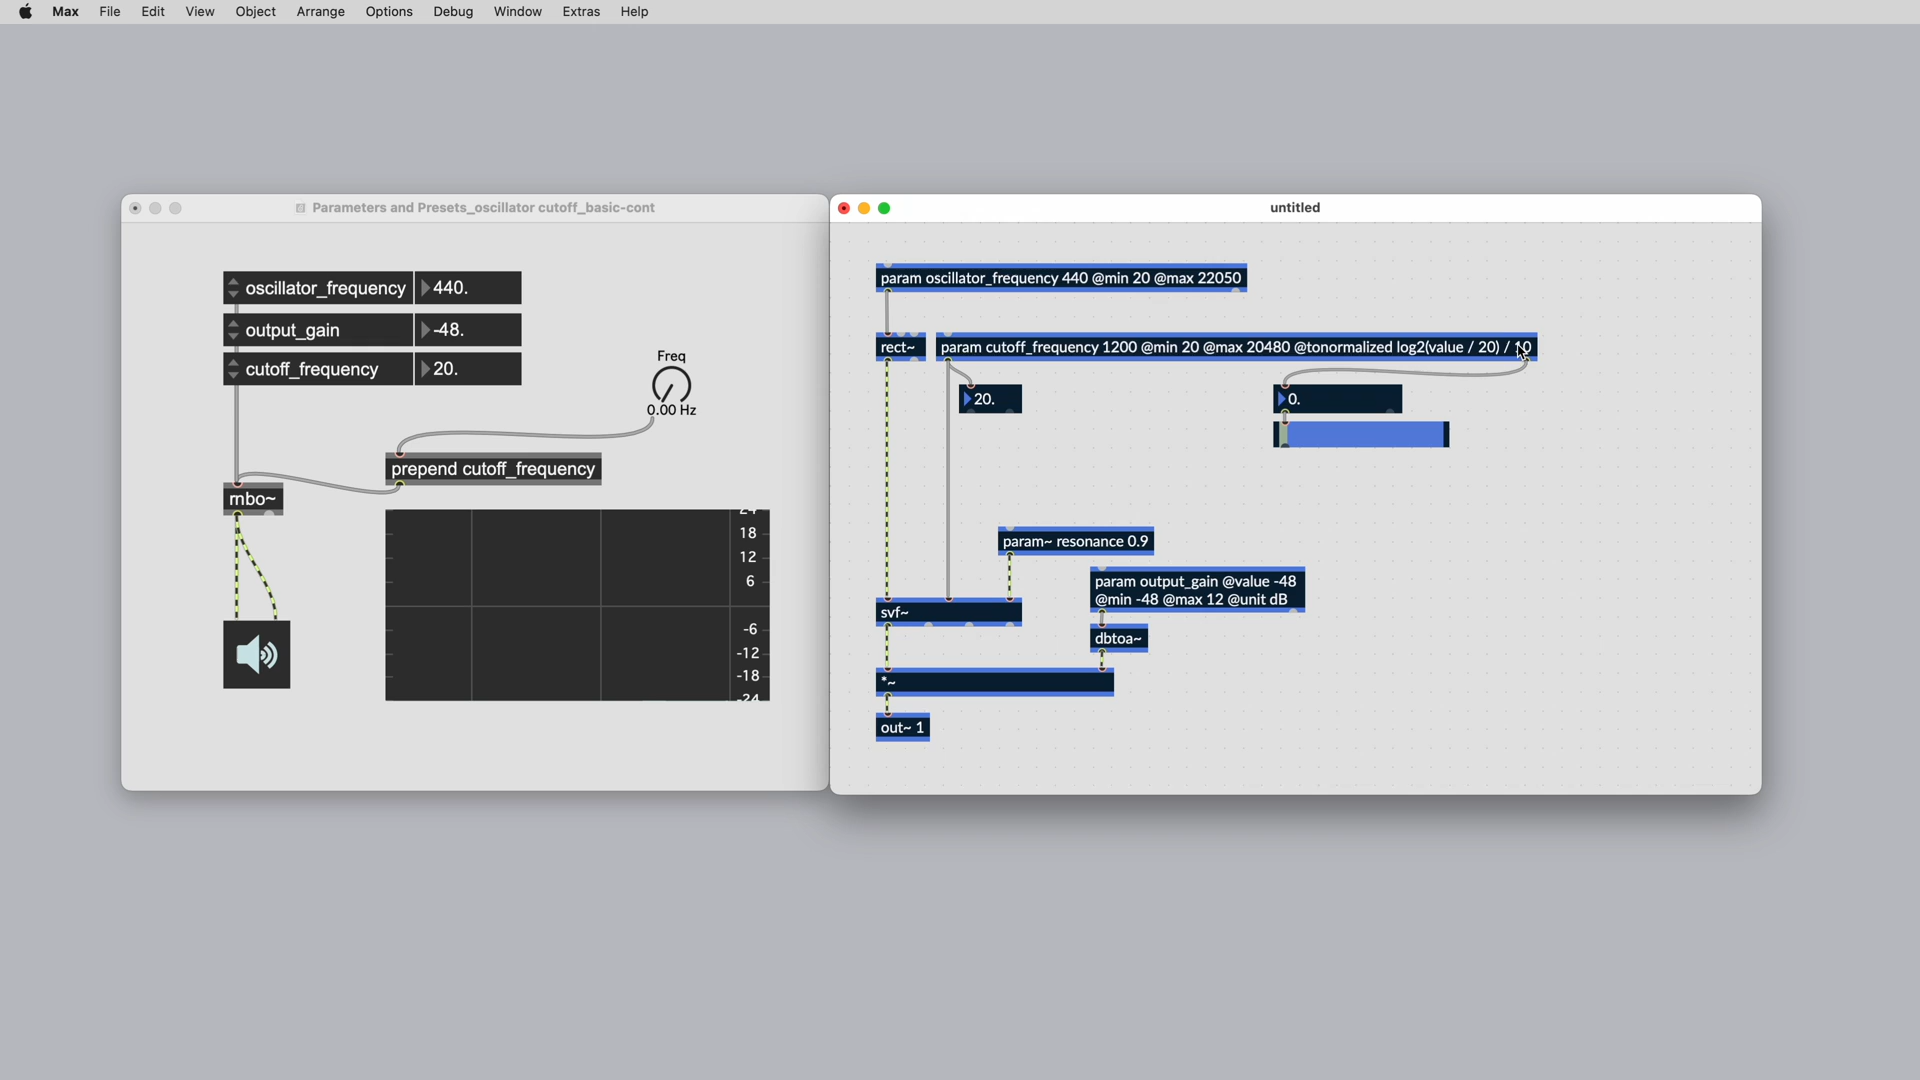 Max File Edit View Object Arrange Options Debug Window Extras Help
Parameters and Presets_oscillator cutoff_basic-cont
oscillator_frequency 440.
output_gain -48.
cutoff_frequency 20.
Freq
0.00 Hz
prepend cutoff_frequency
rnbo~
24
18
12
6
-6
-12
-18
-24
untitled
param oscillator_frequency 440 @min 20 @max 22050
rect~ param cutoff_frequency 1200 @min 20 @max 20480 @tonormalized log2(value / 20) / 10
20. 0.
param~ resonance 0.9
param output_gain @value -48
@min -48 @max 12 @unit dB
svf~
dbtoa~
*~
out~ 1